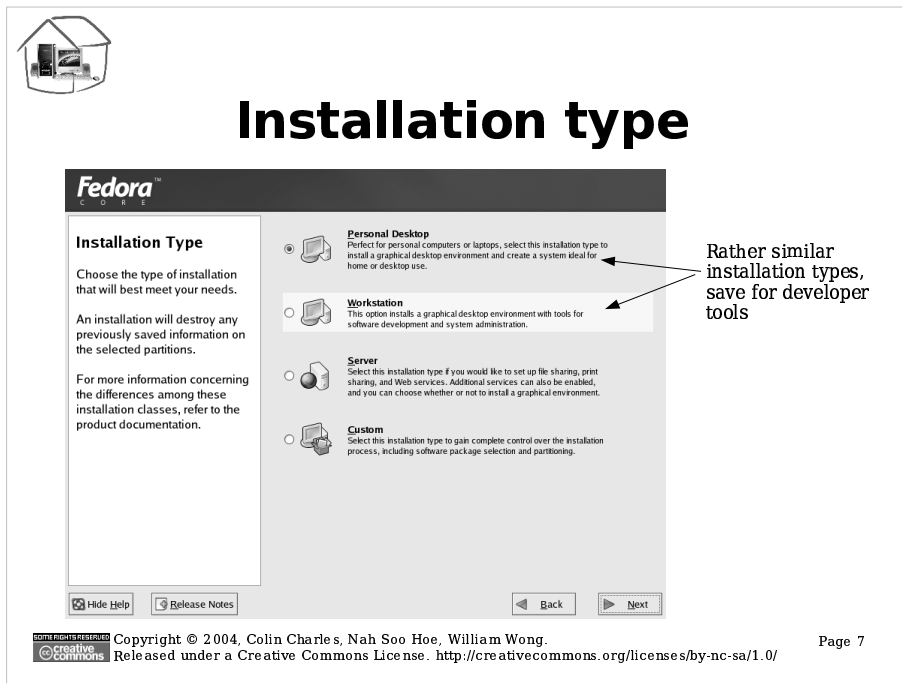 Installation type
Fedora™
CORE
Installation Type
Choose the type of installation
that will best meet your needs.
An installation will destroy any
previously saved information on
the selected partitions.
For more information concerning
the differences among these
installation classes, refer to the
product documentation.
Personal Desktop
Perfect for personal computers or laptops, select this installation type to
install a graphical desktop environment and create a system ideal for
home or desktop use.
Workstation
This option installs a graphical desktop environment with tools for
software development and system administration.
Server
Select this installation type if you would like to set up file sharing, print
sharing, and Web services. Additional services can also be enabled,
and you can choose whether or not to install a graphical environment.
Custom
Select this installation type to gain complete control over the installation
process, including software package selection and partitioning.
Rather similar
installation types,
save for developer
tools
Hide Help
Release Notes
Back
Next
SOME RIGHTS RESERVED
creative
commons
Copyright © 2004, Colin Charles, Nah Soo Hoe, William Wong.
Released under a Creative Commons License. http://creativecommons.org/licenses/by-nc-sa/1.0/
Page 7